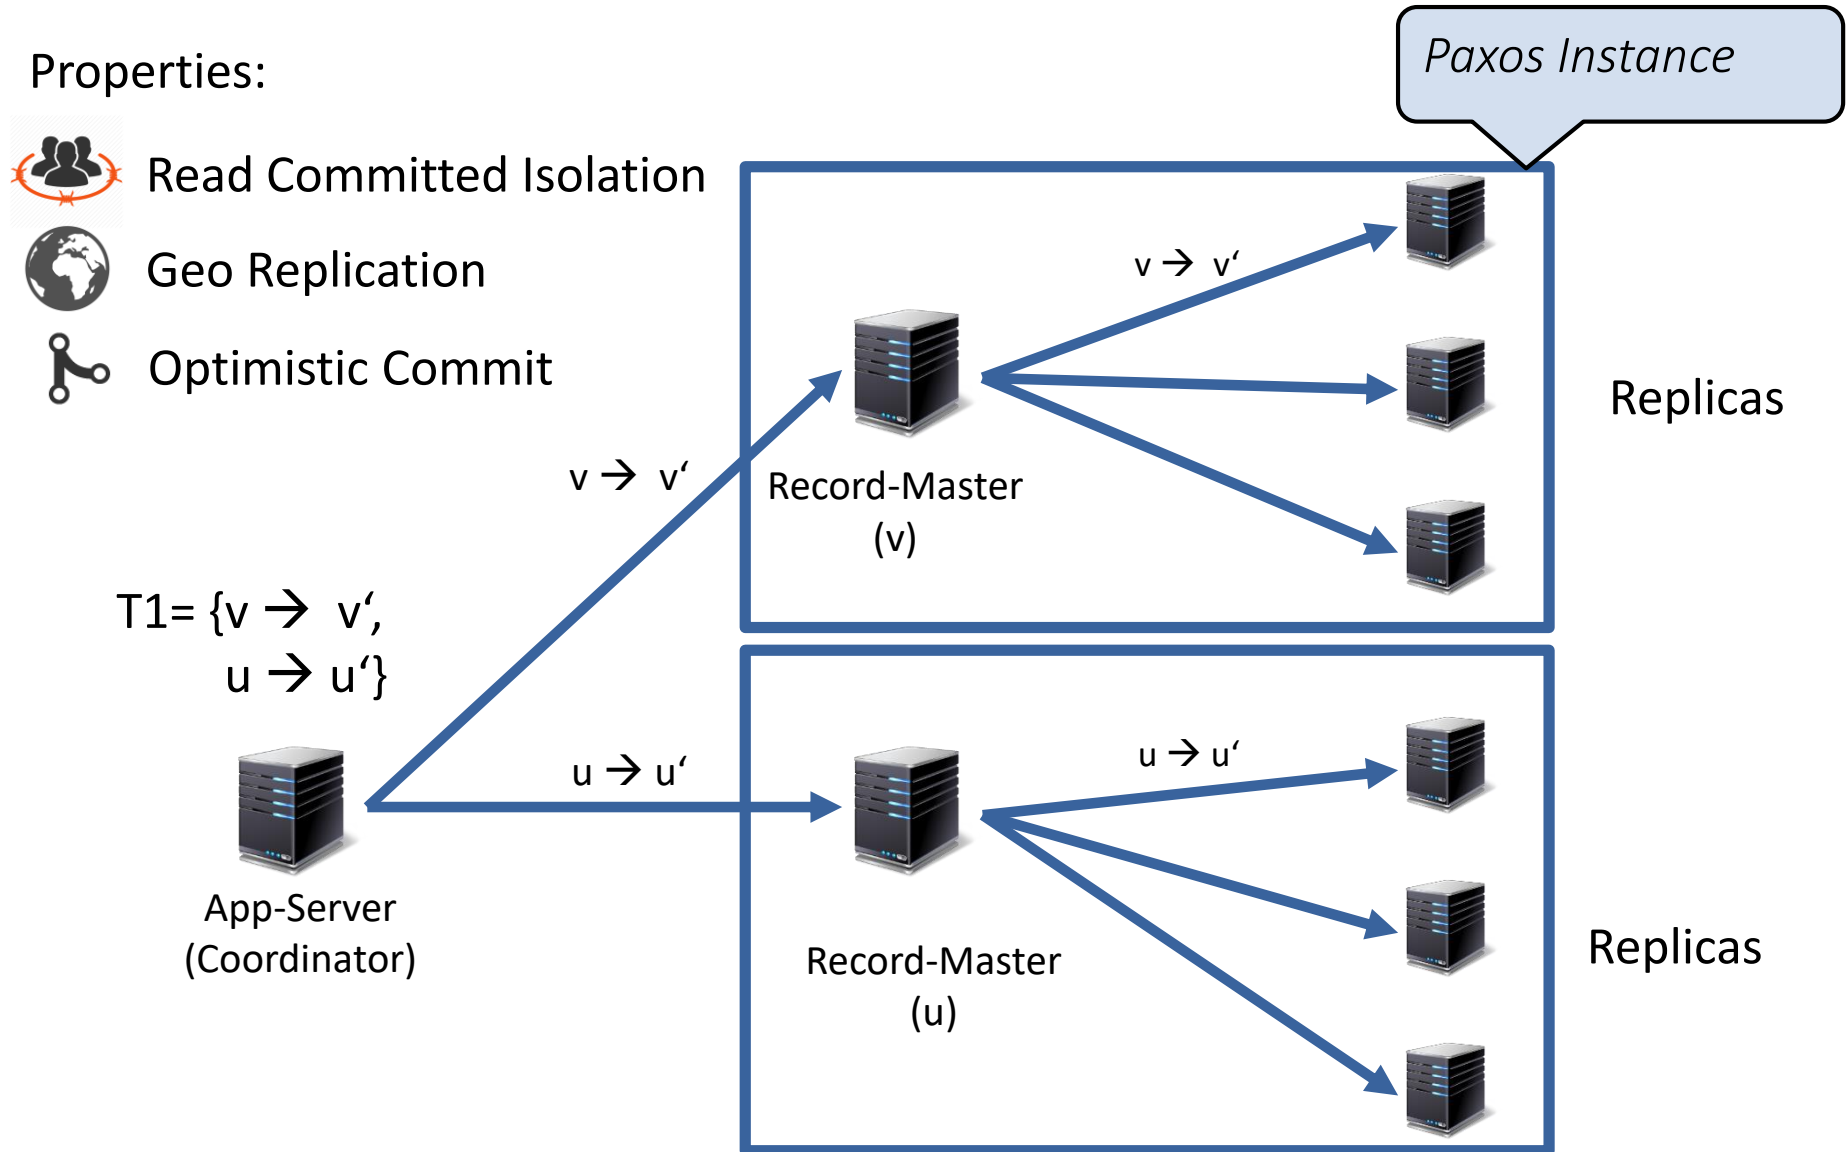 Properties:
Paxos Instance
Read Committed Isolation
Geo Replication
Optimistic Commit
v → v‘
v → v‘
Replicas
Record-Master
(v)
T1= {v → v‘,
u → u‘}
u → u‘
u → u‘
App-Server
(Coordinator)
Record-Master
(u)
Replicas